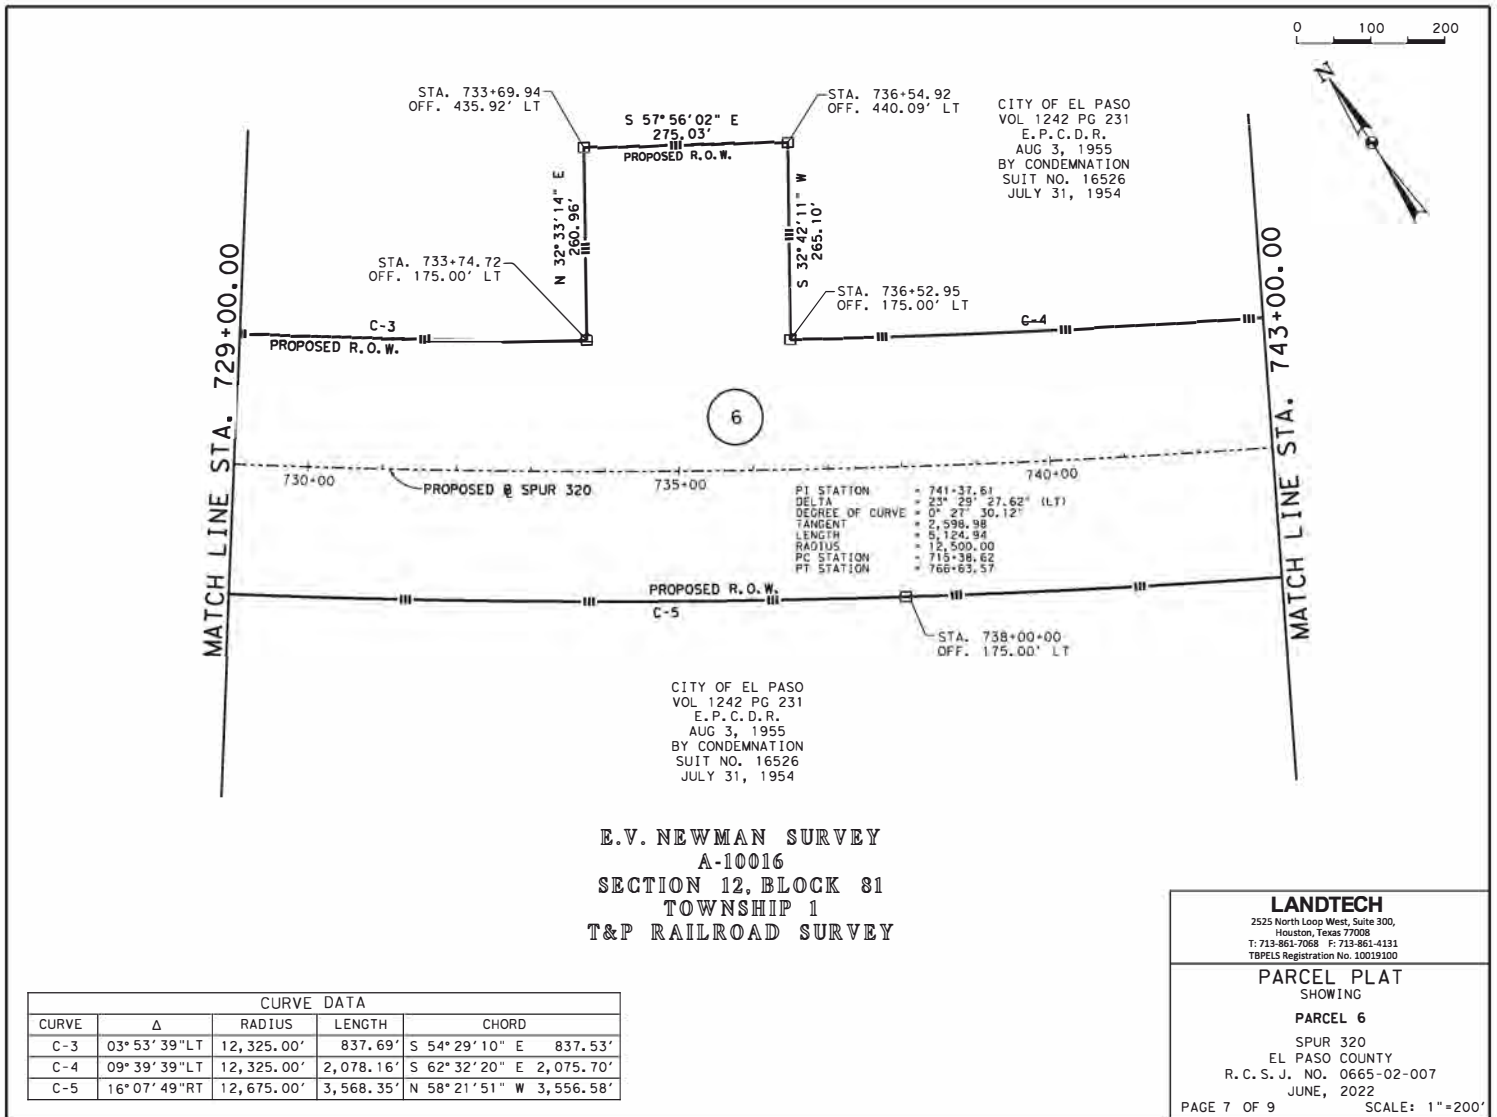 0 100 200
N
STA. 733+69.94
OFF. 435.92' LT
S 57°56'02" E
275.03'
PROPOSED R.O.W.
STA. 736+54.92
OFF. 440.09' LT
CITY OF EL PASO
VOL 1242 PG 231
E.P.C.D.R.
AUG 3, 1955
BY CONDEMNATION
SUIT NO. 16526
JULY 31, 1954
N 32°33'14" E
260.96'
S 32°42'11" W
265.10'
STA. 733+74.72
OFF. 175.00' LT
STA. 736+52.95
OFF. 175.00' LT
C-3
PROPOSED R.O.W.
C-4
MATCH LINE STA. 729+00.00
MATCH LINE STA. 743+00.00
6
730+00
PROPOSED ℄ SPUR 320
735+00
740+00
PI STATION = 741+37.61
DELTA = 23° 29' 27.62" (LT)
DEGREE OF CURVE = 0° 27' 30.12"
TANGENT = 2,598.98
LENGTH = 5,124.94
RADIUS = 12,500.00
PC STATION = 715+38.62
PT STATION = 766+63.57
PROPOSED R.O.W.
C-5
STA. 738+00+00
OFF. 175.00' LT
CITY OF EL PASO
VOL 1242 PG 231
E.P.C.D.R.
AUG 3, 1955
BY CONDEMNATION
SUIT NO. 16526
JULY 31, 1954
E.V. NEWMAN SURVEY
A-10016
SECTION 12, BLOCK 81
TOWNSHIP 1
T&P RAILROAD SURVEY
CURVE DATA
CURVE Δ RADIUS LENGTH CHORD
C-3 03°53'39"LT 12,325.00' 837.69' S 54°29'10" E 837.53'
C-4 09°39'39"LT 12,325.00' 2,078.16' S 62°32'20" E 2,075.70'
C-5 16°07'49"RT 12,675.00' 3,568.35' N 58°21'51" W 3,556.58'
LANDTECH
2525 North Loop West, Suite 300,
Houston, Texas 77008
T: 713-861-7068 F: 713-861-4131
TBPELS Registration No. 10019100
PARCEL PLAT
SHOWING
PARCEL 6
SPUR 320
EL PASO COUNTY
R.C.S.J. NO. 0665-02-007
JUNE, 2022
PAGE 7 OF 9 SCALE: 1"=200'